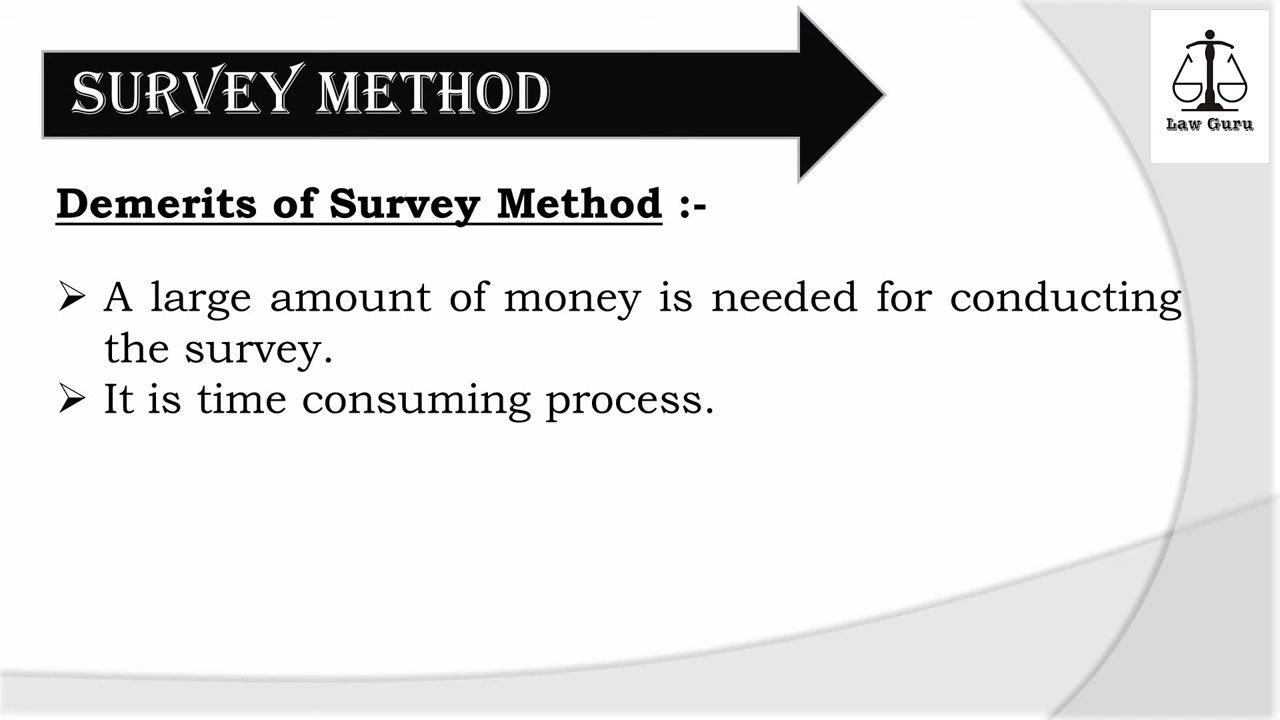 SURVEY METHOD
Law Guru
Demerits of Survey Method :-
➢ A large amount of money is needed for conducting
the survey.
➢ It is time consuming process.